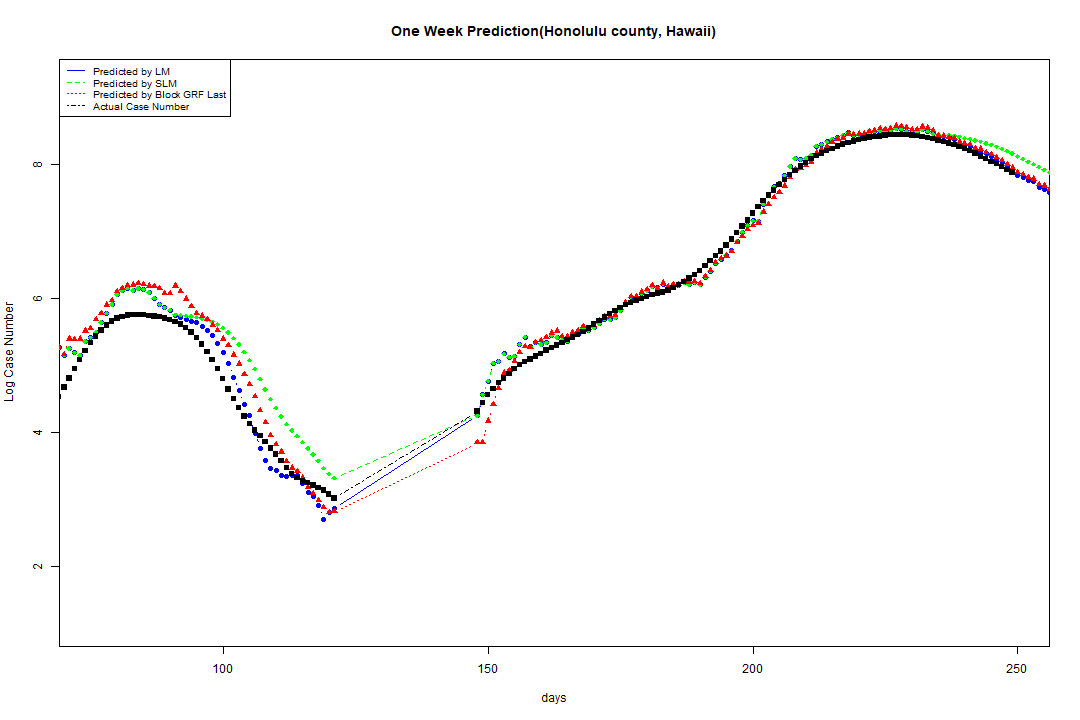 One Week Prediction(Honolulu county, Hawaii)
Predicted by LM
Predicted by SLM
Predicted by Block GRF Last
Actual Case Number
8
6
4
2
Log Case Number
100 150 200 250
days